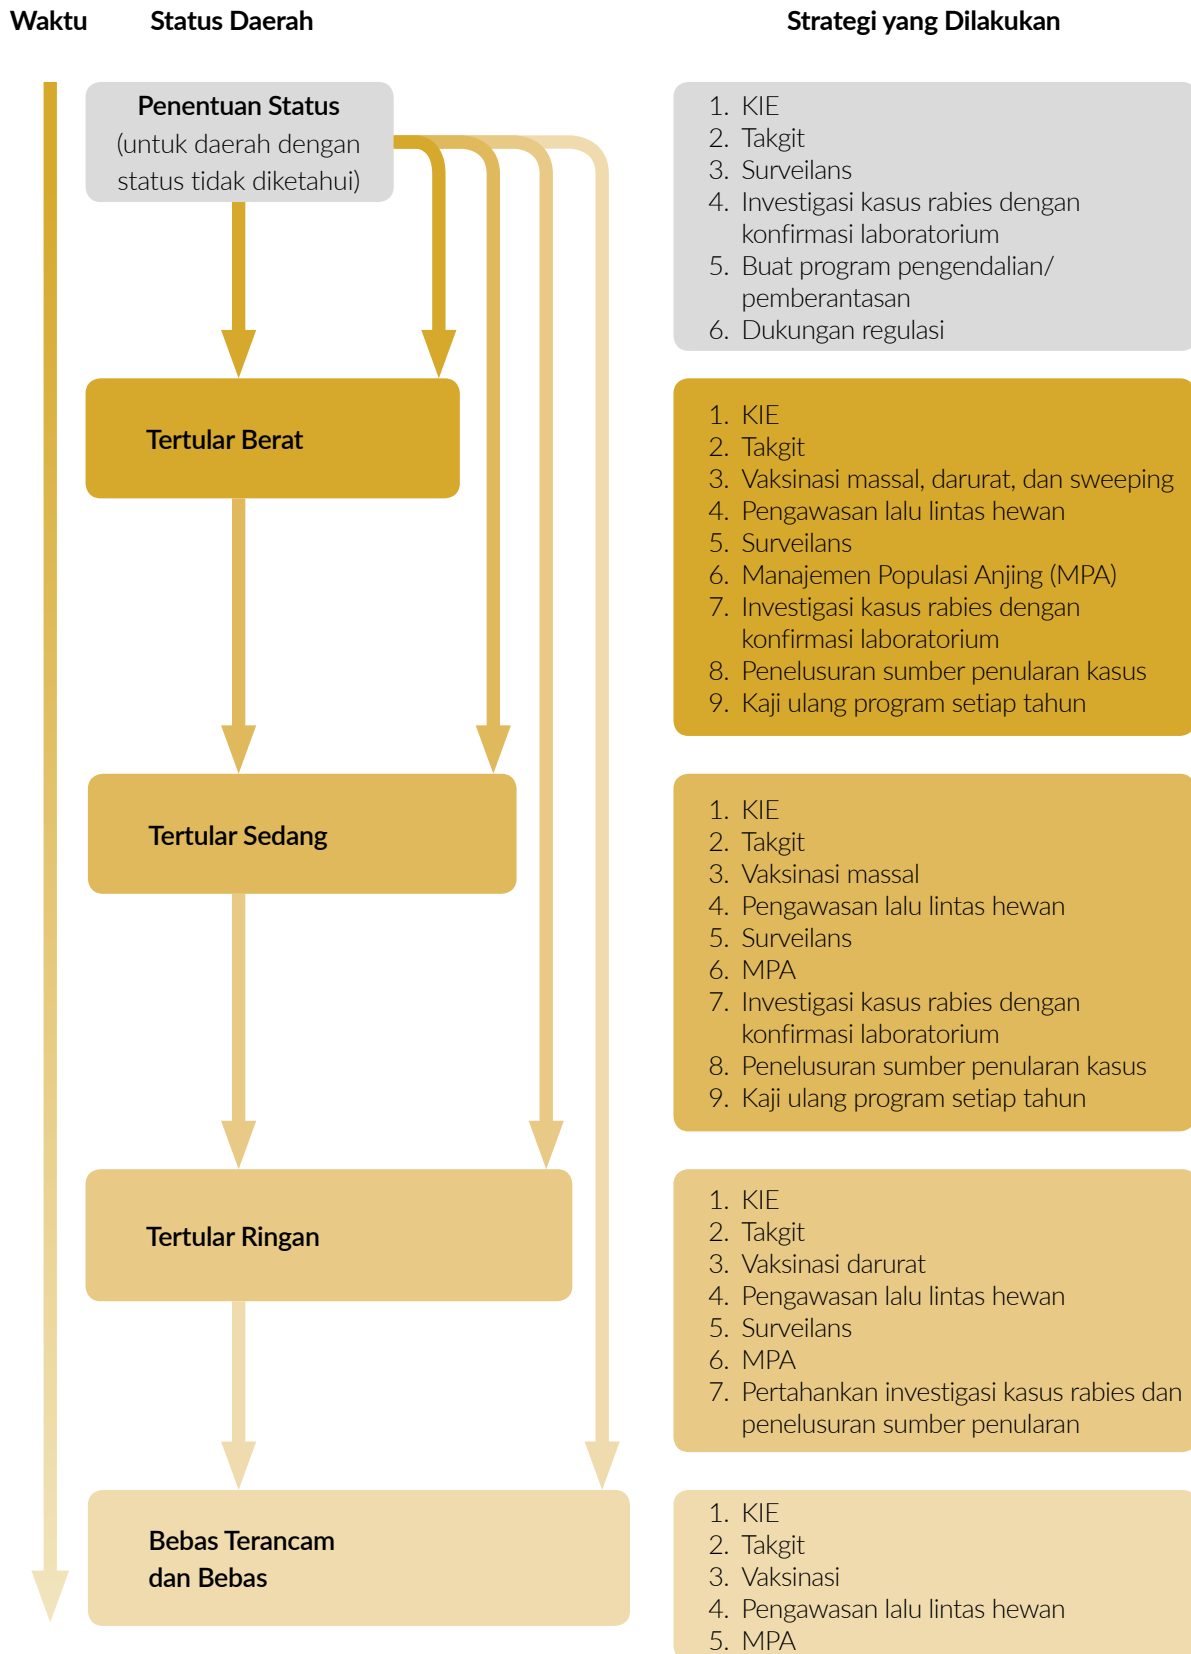 Waktu
Status Daerah
Strategi yang Dilakukan
Penentuan Status
(untuk daerah dengan
status tidak diketahui)
1. KIE
2. Takgit
3. Surveilans
4. Investigasi kasus rabies dengan
konfirmasi laboratorium
5. Buat program pengendalian/
pemberantasan
6. Dukungan regulasi
Tertular Berat
1. KIE
2. Takgit
3. Vaksinasi massal, darurat, dan sweeping
4. Pengawasan lalu lintas hewan
5. Surveilans
6. Manajemen Populasi Anjing (MPA)
7. Investigasi kasus rabies dengan
konfirmasi laboratorium
8. Penelusuran sumber penularan kasus
9. Kaji ulang program setiap tahun
Tertular Sedang
1. KIE
2. Takgit
3. Vaksinasi massal
4. Pengawasan lalu lintas hewan
5. Surveilans
6. MPA
7. Investigasi kasus rabies dengan
konfirmasi laboratorium
8. Penelusuran sumber penularan kasus
9. Kaji ulang program setiap tahun
Tertular Ringan
1. KIE
2. Takgit
3. Vaksinasi darurat
4. Pengawasan lalu lintas hewan
5. Surveilans
6. MPA
7. Pertahankan investigasi kasus rabies dan
penelusuran sumber penularan
Bebas Terancam
dan Bebas
1. KIE
2. Takgit
3. Vaksinasi
4. Pengawasan lalu lintas hewan
5. MPA